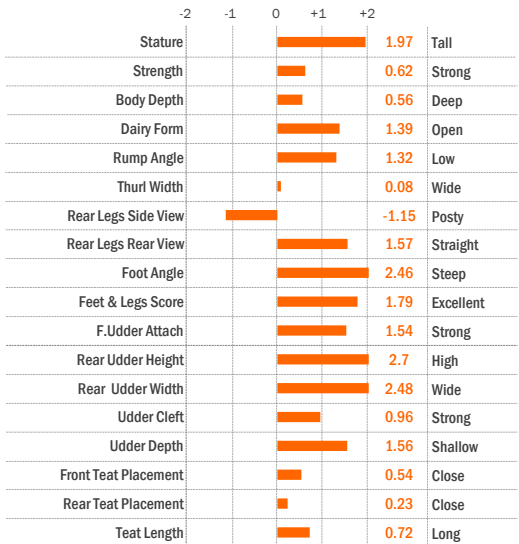 -2 -1 0 +1 +2
Stature 1.97 Tall
Strength 0.62 Strong
Body Depth 0.56 Deep
Dairy Form 1.39 Open
Rump Angle 1.32 Low
Thurl Width 0.08 Wide
Rear Legs Side View -1.15 Posty
Rear Legs Rear View 1.57 Straight
Foot Angle 2.46 Steep
Feet & Legs Score 1.79 Excellent
F.Udder Attach 1.54 Strong
Rear Udder Height 2.7 High
Rear Udder Width 2.48 Wide
Udder Cleft 0.96 Strong
Udder Depth 1.56 Shallow
Front Teat Placement 0.54 Close
Rear Teat Placement 0.23 Close
Teat Length 0.72 Long